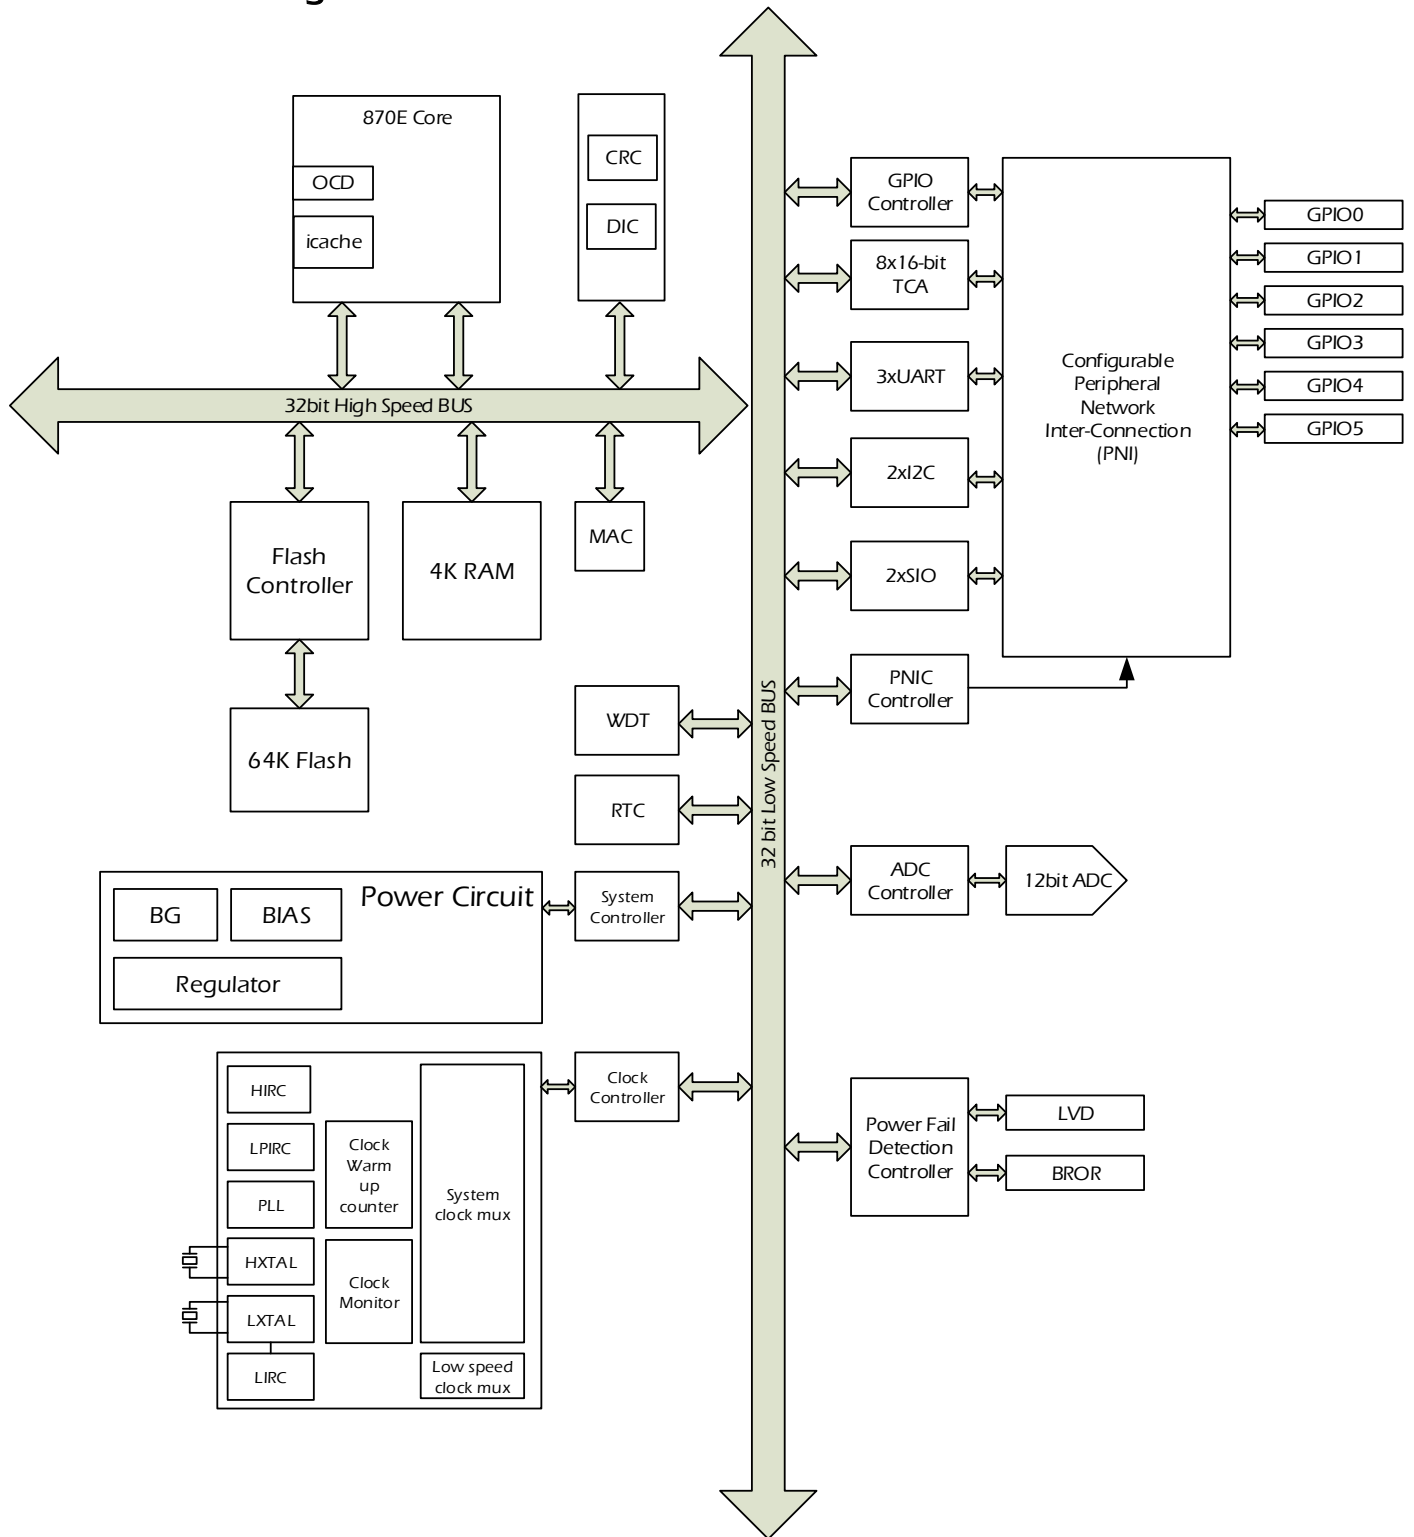 870E Core
OCD
icache
CRC
DIC
32bit High Speed BUS
Flash
Controller
4K RAM
MAC
64K Flash
WDT
RTC
Power Circuit
BG
BIAS
Regulator
System
Controller
HIRC
LPIRC
PLL
HXTAL
LXTAL
LIRC
Clock
Warm
up
counter
Clock
Monitor
System
clock mux
Low speed
clock mux
Clock
Controller
32 bit Low Speed BUS
GPIO
Controller
8x16-bit
TCA
3xUART
2xI2C
2xSIO
PNIC
Controller
Configurable
Peripheral
Network
Inter-Connection
(PNI)
GPIO0
GPIO1
GPIO2
GPIO3
GPIO4
GPIO5
ADC
Controller
12bit ADC
Power Fail
Detection
Controller
LVD
BROR